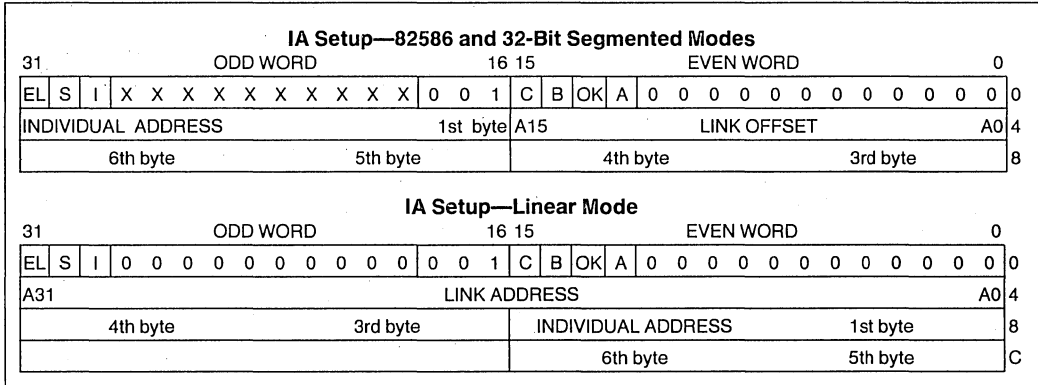 IA Setup—82586 and 32-Bit Segmented Modes
31 ODD WORD 16 15 EVEN WORD 0
EL S I X X X X X X X X X X 0 0 1 C B OK A 0 0 0 0 0 0 0 0 0 0 0 0 0
INDIVIDUAL ADDRESS 1st byte A15 LINK OFFSET A0 4
6th byte 5th byte 4th byte 3rd byte 8
IA Setup—Linear Mode
31 ODD WORD 16 15 EVEN WORD 0
EL S I 0 0 0 0 0 0 0 0 0 0 0 0 1 C B OK A 0 0 0 0 0 0 0 0 0 0 0 0 0
A31 LINK ADDRESS A0 4
4th byte 3rd byte INDIVIDUAL ADDRESS 1st byte 8
6th byte 5th byte C